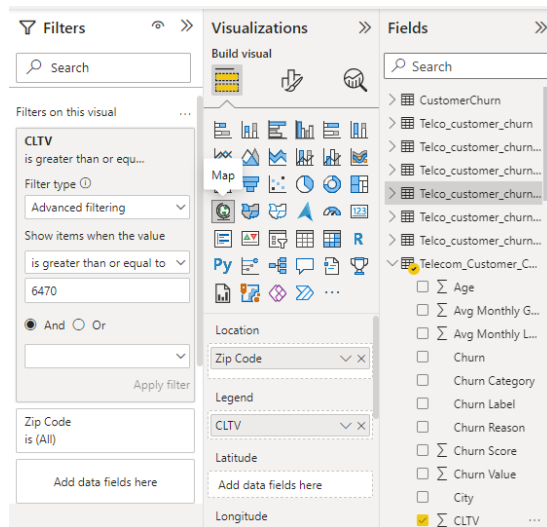 Filters
Search
Filters on this visual
...
CLTV
is greater than or equ...
Filter type
Advanced filtering
Show items when the value
is greater than or equal to
6470
And
Or
Apply filter
Zip Code
is (All)
Add data fields here
Visualizations
Build visual
Map
123
R
Py
...
Location
Zip Code
Legend
CLTV
Latitude
Add data fields here
Longitude
Fields
Search
CustomerChurn
Telco_customer_churn
Telco_customer_churn...
Telco_customer_churn...
Telco_customer_churn...
Telco_customer_churn...
Telco_customer_churn...
Telecom_Customer_C...
∑ Age
∑ Avg Monthly G...
∑ Avg Monthly L...
Churn
Churn Category
Churn Label
Churn Reason
∑ Churn Score
∑ Churn Value
City
∑ CLTV ...